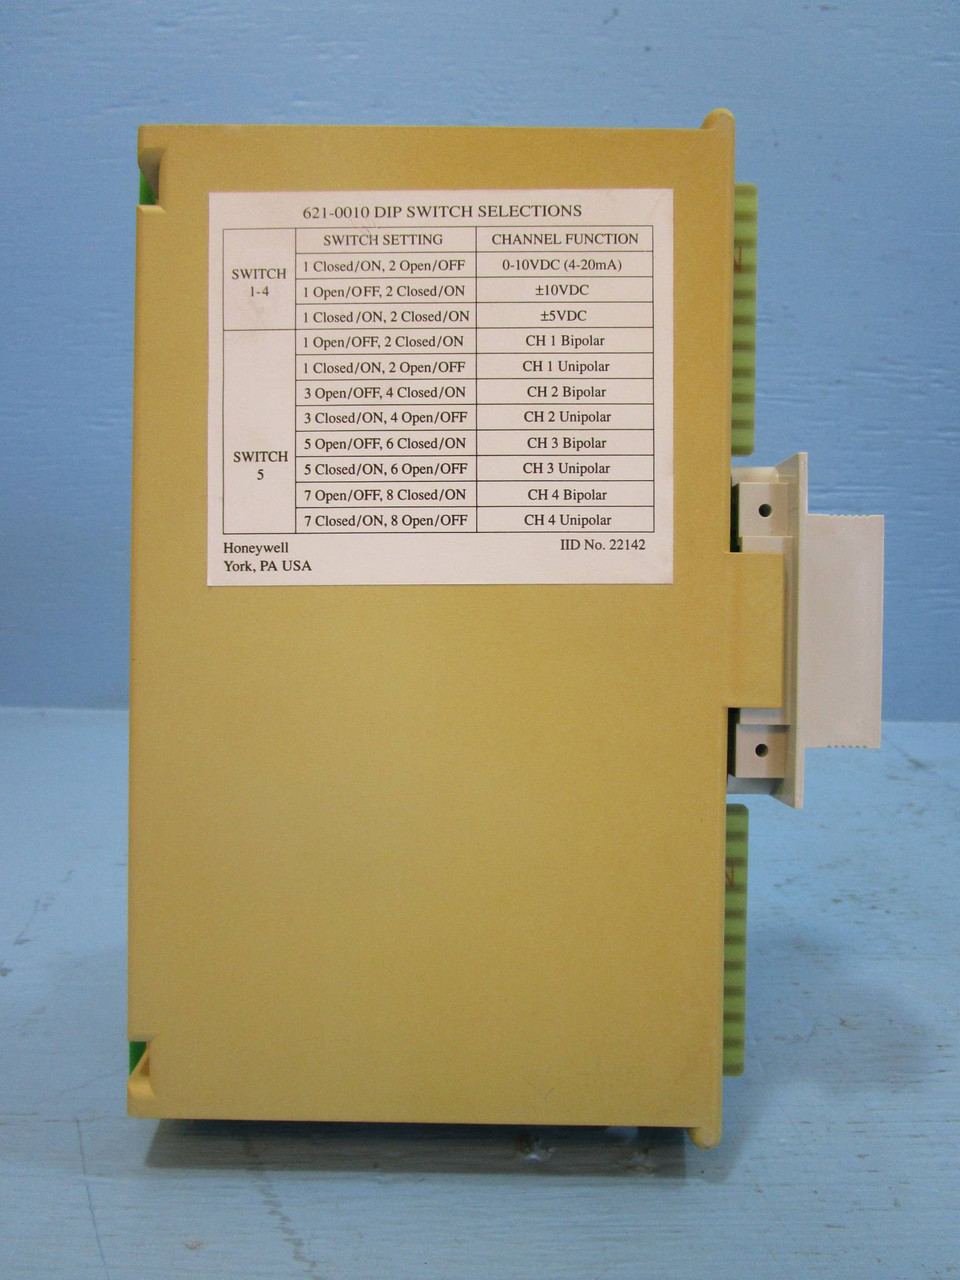 621-0010 DIP SWITCH SELECTIONS
SWITCH SETTING CHANNEL FUNCTION
SWITCH 1-4
1 Closed/ON, 2 Open/OFF 0-10VDC (4-20mA)
1 Open/OFF, 2 Closed/ON ±10VDC
1 Closed/ON, 2 Closed/ON ±5VDC
SWITCH 5
1 Open/OFF, 2 Closed/ON CH 1 Bipolar
1 Closed/ON, 2 Open/OFF CH 1 Unipolar
3 Open/OFF, 4 Closed/ON CH 2 Bipolar
3 Closed/ON, 4 Open/OFF CH 2 Unipolar
5 Open/OFF, 6 Closed/ON CH 3 Bipolar
5 Closed/ON, 6 Open/OFF CH 3 Unipolar
7 Open/OFF, 8 Closed/ON CH 4 Bipolar
7 Closed/ON, 8 Open/OFF CH 4 Unipolar
Honeywell IID No. 22142
York, PA USA